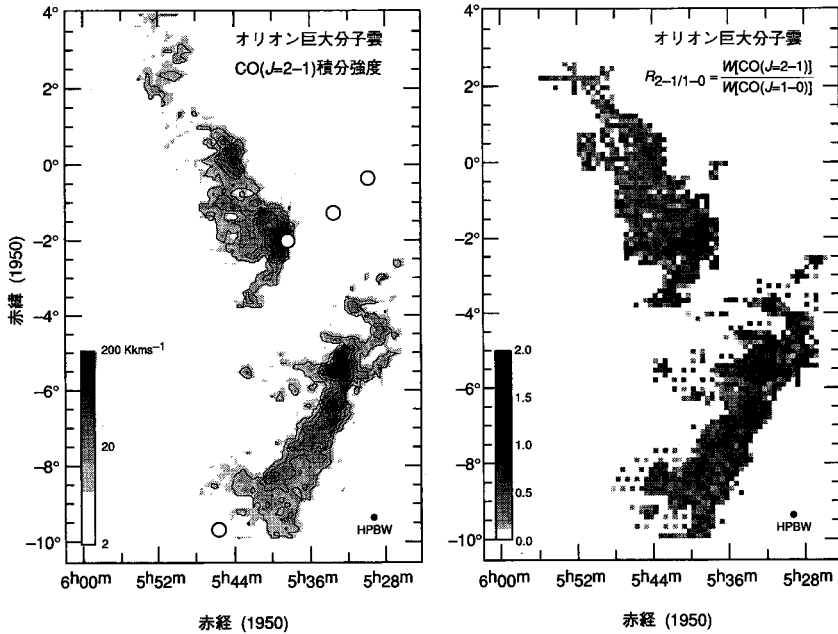 オリオン巨大分子雲
CO(J=2−1)積分強度
4°
2°
0°
−2°
−4°
−6°
−8°
−10°
赤緯 (1950)
200 Kkms⁻¹
20
2
HPBW
6ʰ00ᵐ
5ʰ52ᵐ
5ʰ44ᵐ
5ʰ36ᵐ
5ʰ28ᵐ
赤経 (1950)
オリオン巨大分子雲
R₂₋₁/₁₋₀ = W[CO(J=2−1)] / W[CO(J=1−0)]
4°
2°
0°
−2°
−4°
−6°
−8°
−10°
赤緯 (1950)
2.0
1.5
1.0
0.5
0.0
HPBW
6ʰ00ᵐ
5ʰ52ᵐ
5ʰ44ᵐ
5ʰ36ᵐ
5ʰ28ᵐ
赤経 (1950)